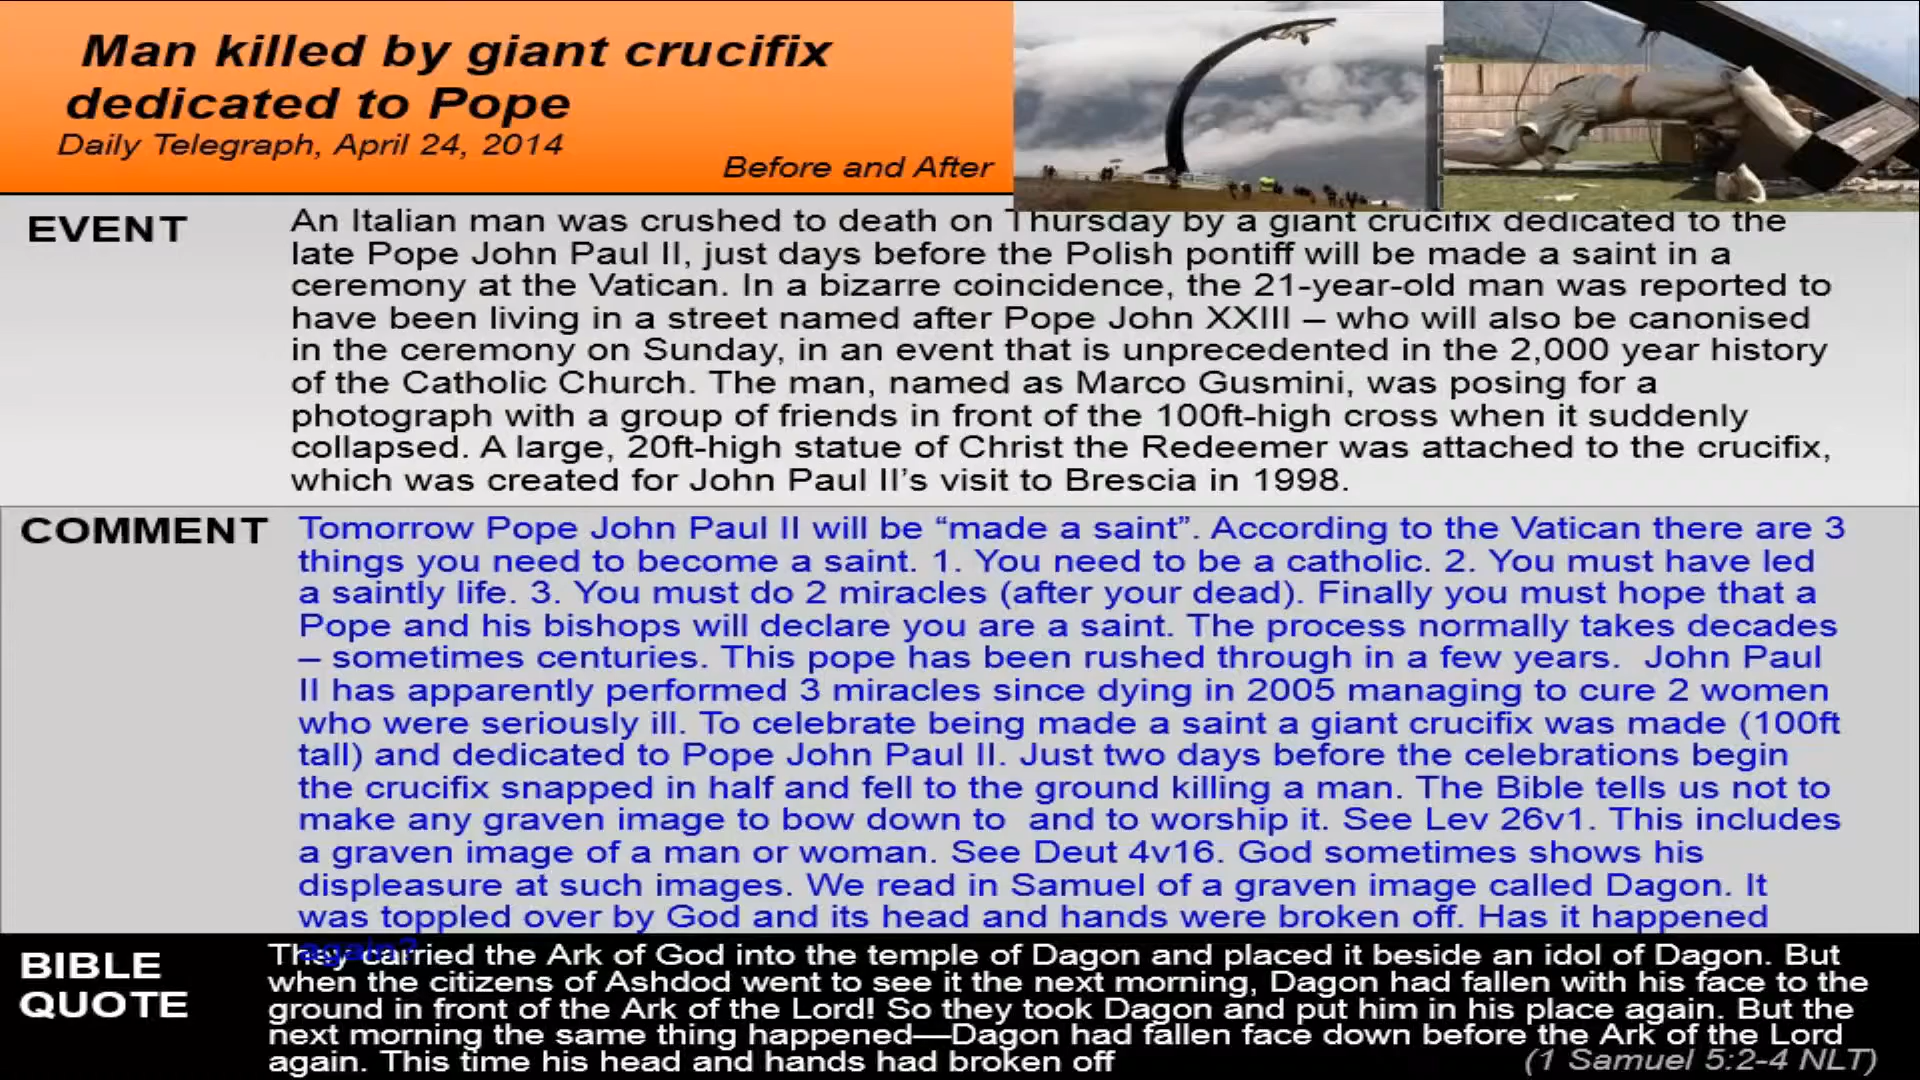 Man killed by giant crucifix
dedicated to Pope
Daily Telegraph, April 24, 2014
Before and After
EVENT
An Italian man was crushed to death on Thursday by a giant crucifix dedicated to the
late Pope John Paul II, just days before the Polish pontiff will be made a saint in a
ceremony at the Vatican. In a bizarre coincidence, the 21-year-old man was reported to
have been living in a street named after Pope John XXIII – who will also be canonised
in the ceremony on Sunday, in an event that is unprecedented in the 2,000 year history
of the Catholic Church. The man, named as Marco Gusmini, was posing for a
photograph with a group of friends in front of the 100ft-high cross when it suddenly
collapsed. A large, 20ft-high statue of Christ the Redeemer was attached to the crucifix,
which was created for John Paul II’s visit to Brescia in 1998.
COMMENT
Tomorrow Pope John Paul II will be “made a saint”. According to the Vatican there are 3
things you need to become a saint. 1. You need to be a catholic. 2. You must have led
a saintly life. 3. You must do 2 miracles (after your dead). Finally you must hope that a
Pope and his bishops will declare you are a saint. The process normally takes decades
– sometimes centuries. This pope has been rushed through in a few years.  John Paul
II has apparently performed 3 miracles since dying in 2005 managing to cure 2 women
who were seriously ill. To celebrate being made a saint a giant crucifix was made (100ft
tall) and dedicated to Pope John Paul II. Just two days before the celebrations begin
the crucifix snapped in half and fell to the ground killing a man. The Bible tells us not to
make any graven image to bow down to  and to worship it. See Lev 26v1. This includes
a graven image of a man or woman. See Deut 4v16. God sometimes shows his
displeasure at such images. We read in Samuel of a graven image called Dagon. It
was toppled over by God and its head and hands were broken off. Has it happened
again?
BIBLE
QUOTE
They carried the Ark of God into the temple of Dagon and placed it beside an idol of Dagon. But
when the citizens of Ashdod went to see it the next morning, Dagon had fallen with his face to the
ground in front of the Ark of the Lord! So they took Dagon and put him in his place again. But the
next morning the same thing happened—Dagon had fallen face down before the Ark of the Lord
again. This time his head and hands had broken off
(1 Samuel 5:2-4 NLT)